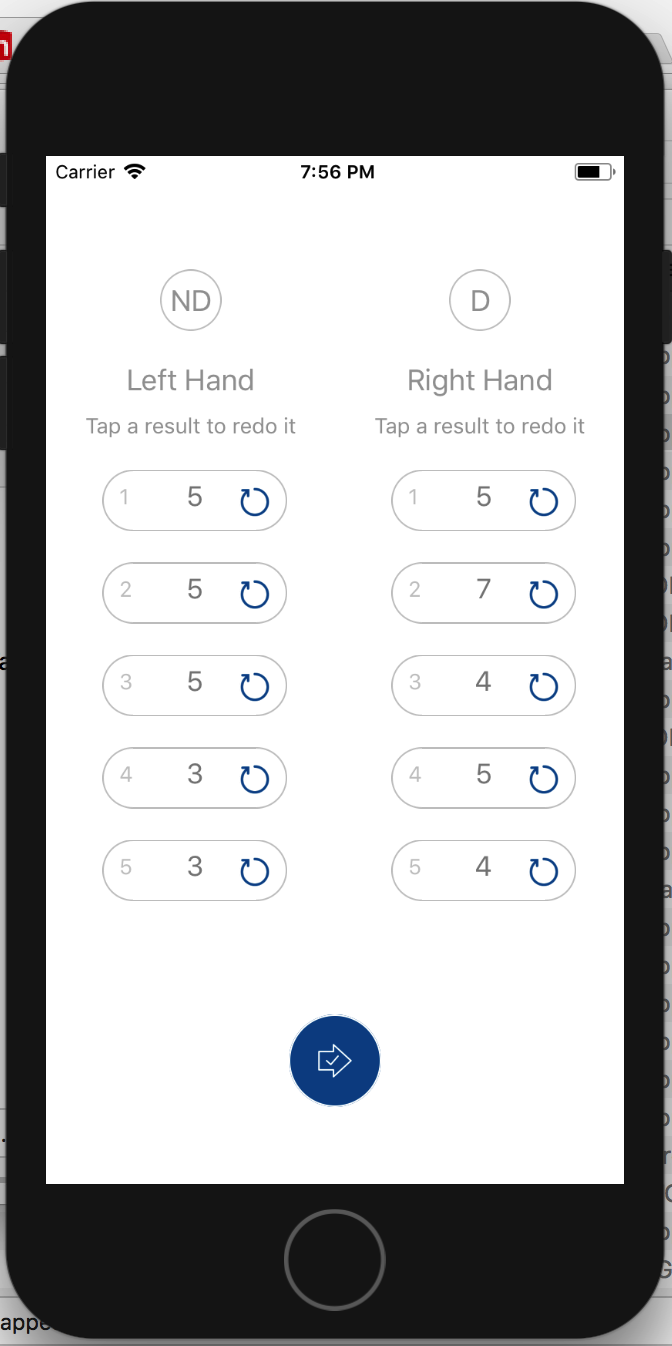 Carrier 7:56 PM
ND D
Left Hand Right Hand
Tap a result to redo it Tap a result to redo it
1 5 1 5
2 5 2 7
3 5 3 4
4 3 4 5
5 3 5 4